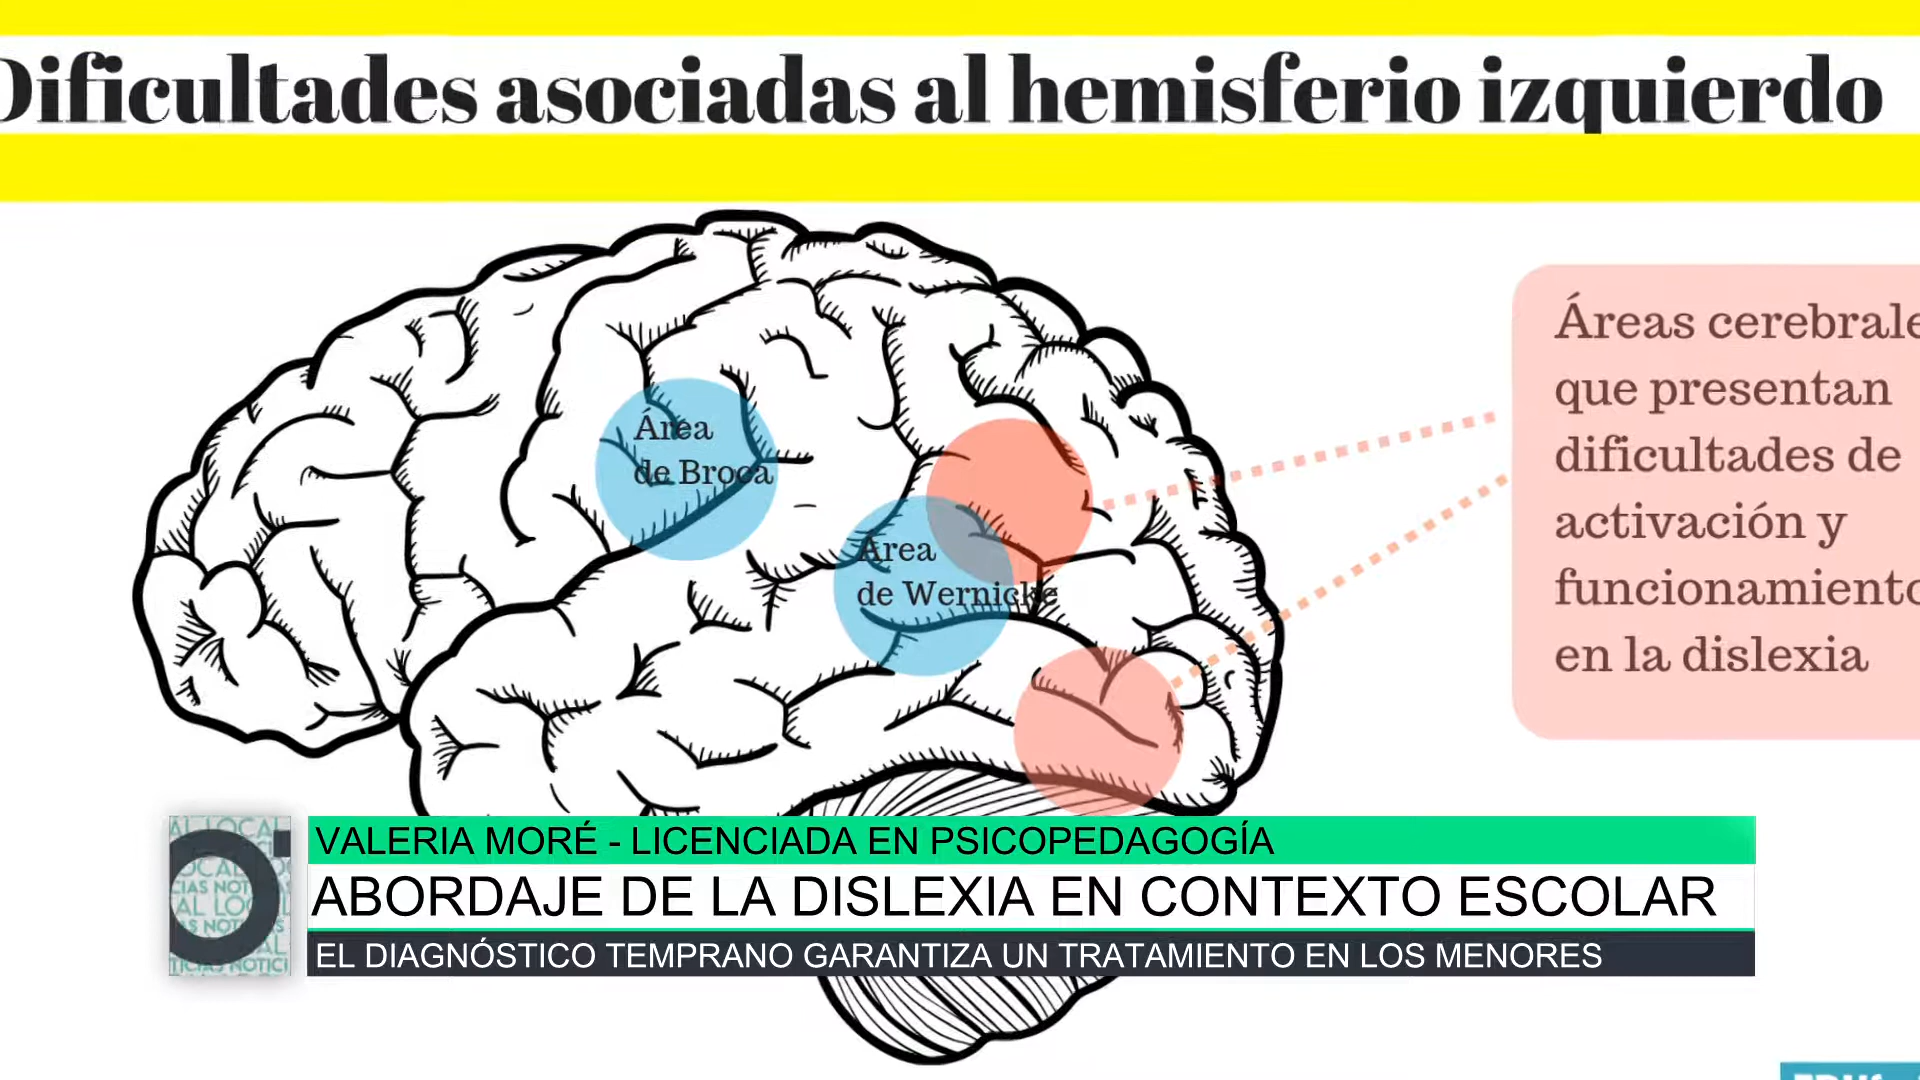 Dificultades asociadas al hemisferio izquierdo
Área
de Broca
Área
de Wernicke
Áreas cerebrale
que presentan
dificultades de
activación y
funcionamiento
en la dislexia
VALERIA MORÉ - LICENCIADA EN PSICOPEDAGOGÍA
ABORDAJE DE LA DISLEXIA EN CONTEXTO ESCOLAR
EL DIAGNÓSTICO TEMPRANO GARANTIZA UN TRATAMIENTO EN LOS MENORES